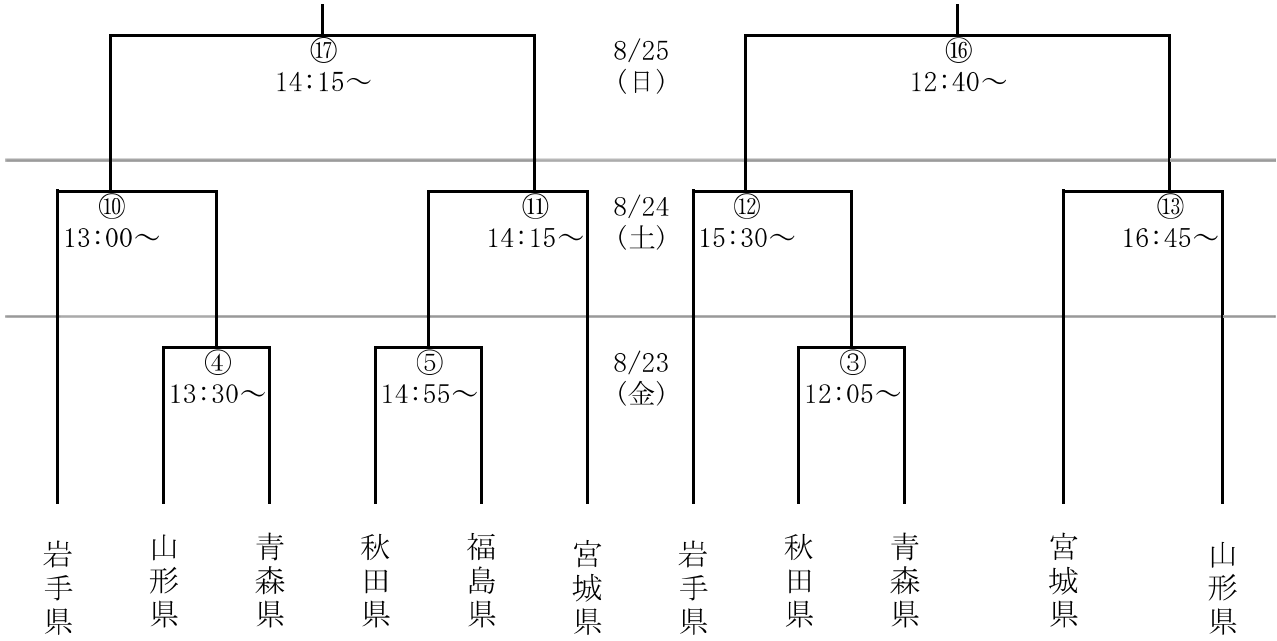 ⑰
14:15～
8/25
(日)
⑯
12:40～
⑩
13:00～
⑪
14:15～
8/24
(土)
⑫
15:30～
⑬
16:45～
④
13:30～
⑤
14:55～
8/23
(金)
③
12:05～
岩手県
山形県
青森県
秋田県
福島県
宮城県
岩手県
秋田県
青森県
宮城県
山形県